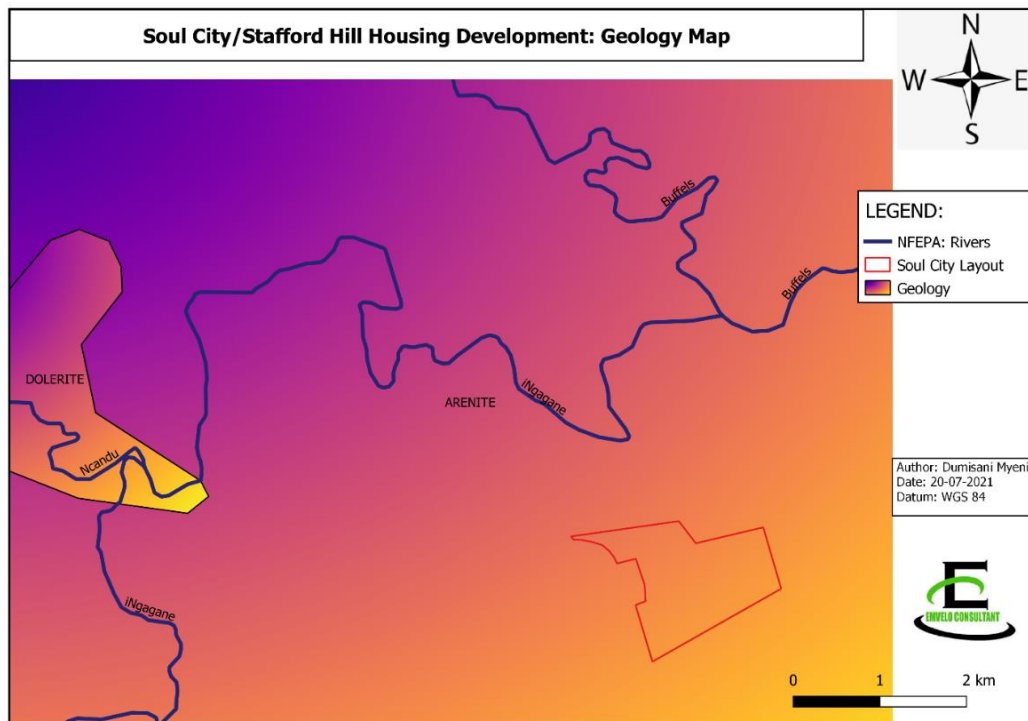 Soul City/Stafford Hill Housing Development: Geology Map
N
W
E
S
Buffels
LEGEND:
NFEPA: Rivers
Soul City Layout
Geology
Buffels
DOLERITE
ARENITE
iNgagane
Ncandu
Author: Dumisani Myeni
Date: 20-07-2021
Datum: WGS 84
iNgagane
E
EMVELO CONSULTANT
0 1 2 km